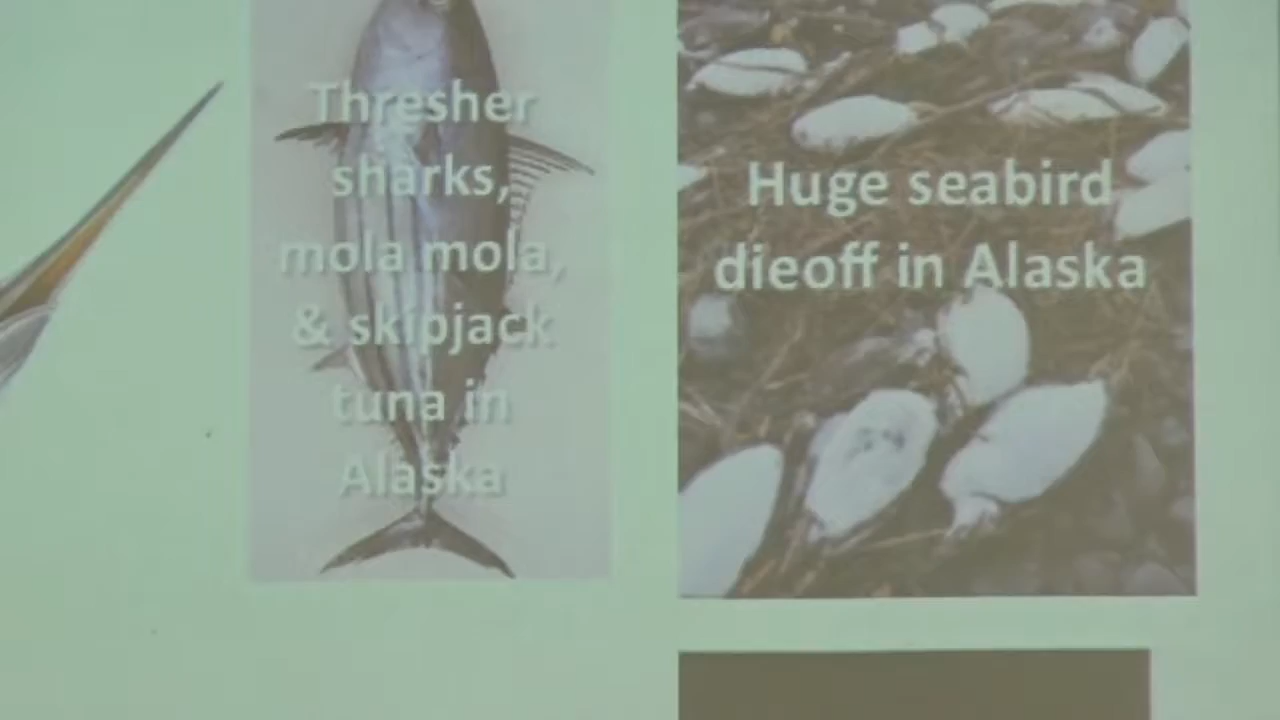 Thresher
sharks,
mola mola,
& skipjack
tuna in
Alaska
Huge seabird
dieoff in Alaska